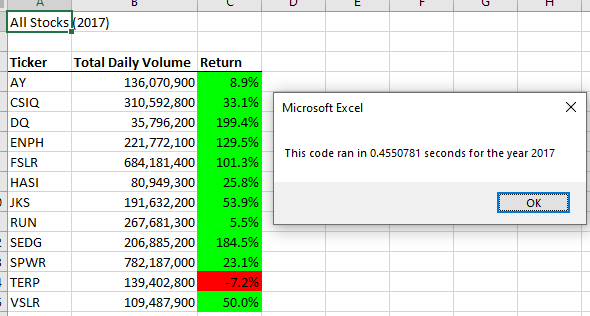 A B C D E F G H
All Stocks (2017)
Ticker Total Daily Volume Return
AY 136,070,900 8.9%
CSIQ 310,592,800 33.1%
DQ 35,796,200 199.4%
ENPH 221,772,100 129.5%
FSLR 684,181,400 101.3%
HASI 80,949,300 25.8%
JKS 191,632,200 53.9%
RUN 267,681,300 5.5%
SEDG 206,885,200 184.5%
SPWR 782,187,000 23.1%
TERP 139,402,800 -7.2%
VSLR 109,487,900 50.0%
Microsoft Excel
This code ran in 0.4550781 seconds for the year 2017
OK